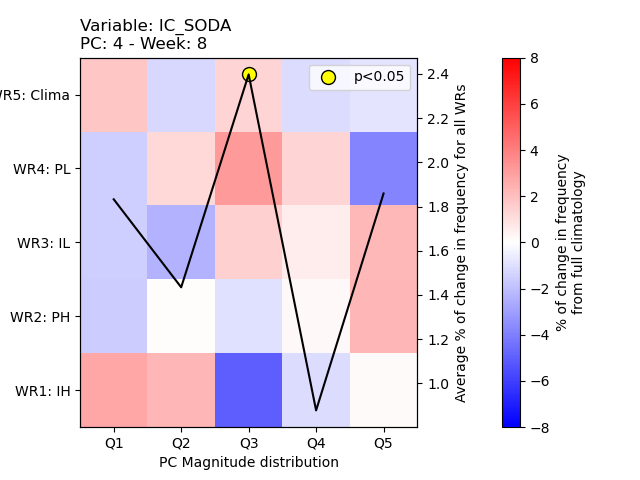 Variable: IC_SODA
PC: 4 - Week: 8
p<0.05
WR5: Clima
WR4: PL
WR3: IL
WR2: PH
WR1: IH
Q1 Q2 Q3 Q4 Q5
PC Magnitude distribution
2.4
2.2
2.0
1.8
1.6
1.4
1.2
1.0
Average % of change in frequency for all WRs
8
6
4
2
0
−2
−4
−6
−8
% of change in frequency
from full climatology